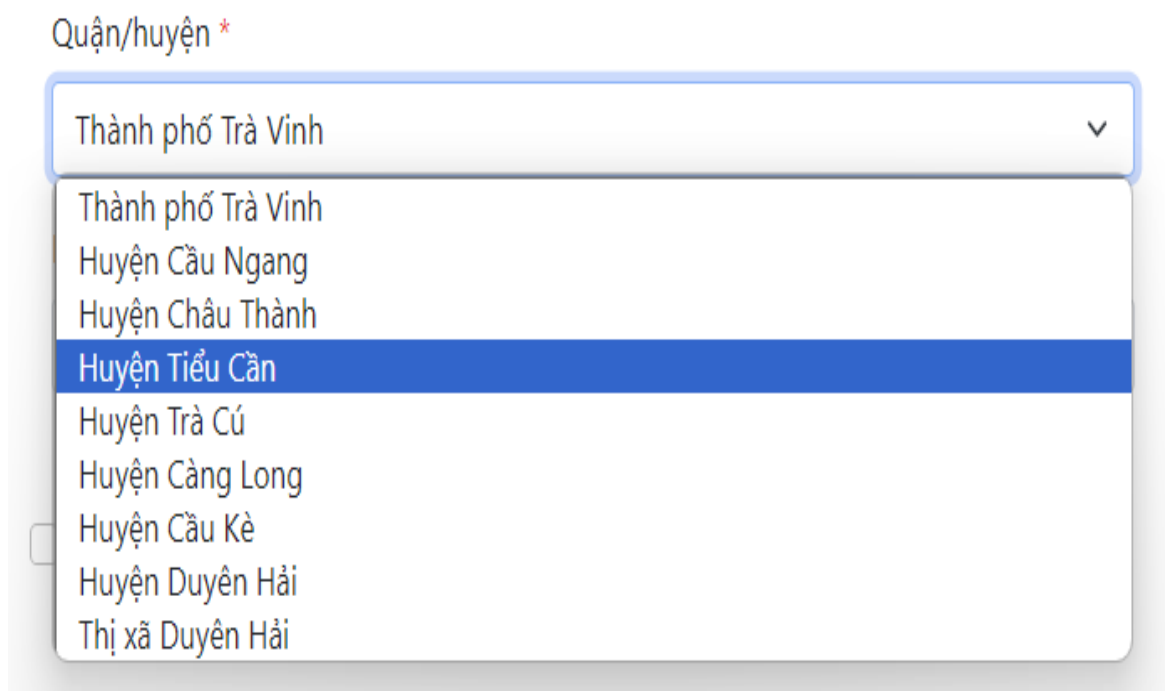 Quận/huyện *
Thành phố Trà Vinh
Thành phố Trà Vinh
Huyện Cầu Ngang
Huyện Châu Thành
Huyện Tiểu Cần
Huyện Trà Cú
Huyện Càng Long
Huyện Cầu Kè
Huyện Duyên Hải
Thị xã Duyên Hải